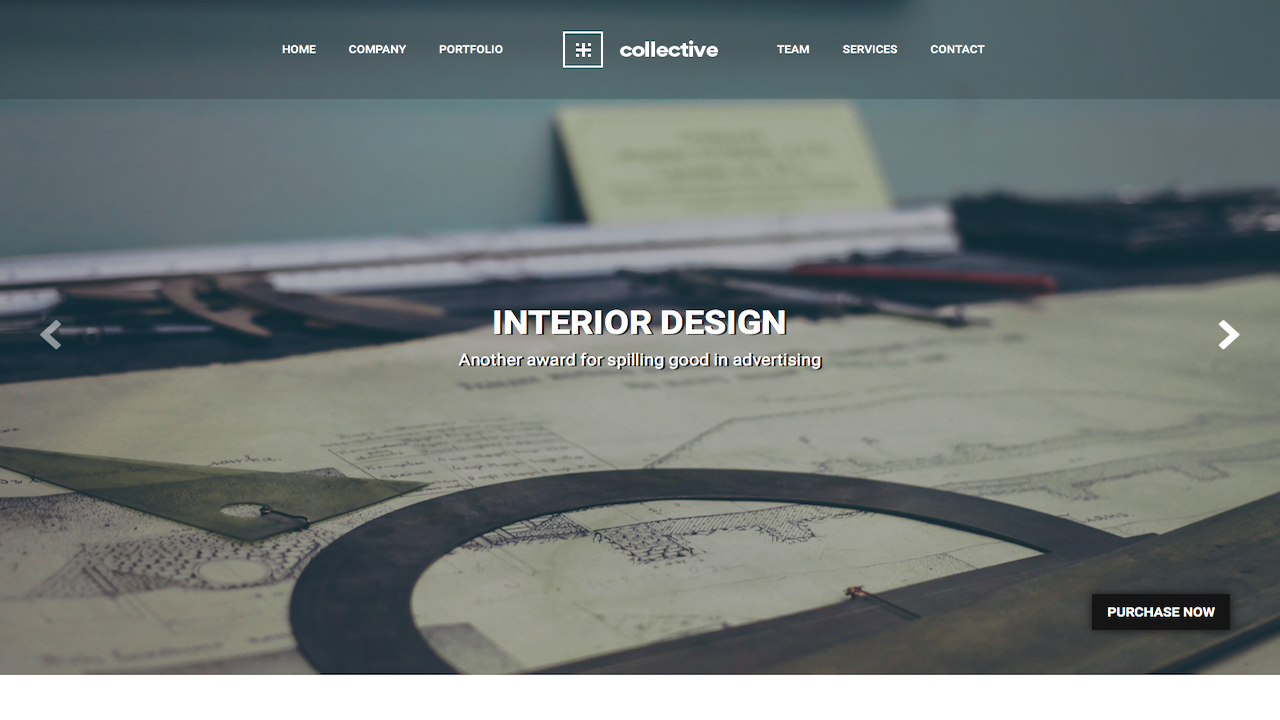 HOME COMPANY PORTFOLIO collective TEAM SERVICES CONTACT
INTERIOR DESIGN
Another award for spilling good in advertising
PURCHASE NOW